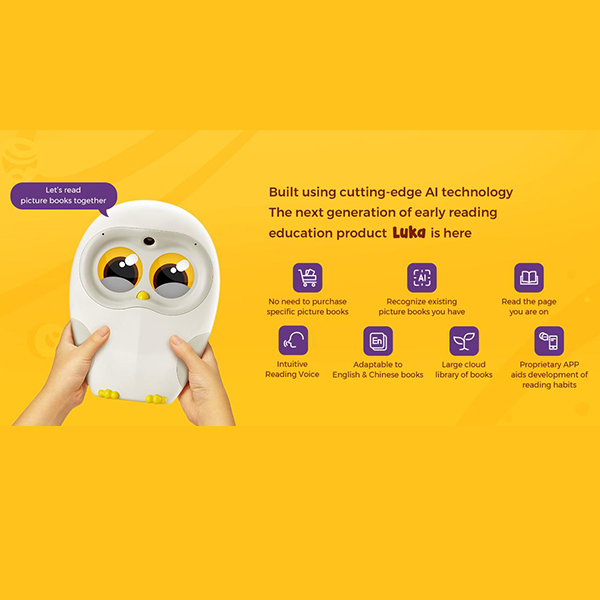 Let's read
picture books together
Built using cutting-edge AI technology
The next generation of early reading
education product Luka is here
AI
No need to purchase
specific picture books
Recognize existing
picture books you have
Read the page
you are on
En
Intuitive
Reading Voice
Adaptable to
English & Chinese books
Large cloud
library of books
Proprietary APP
aids development of
reading habits